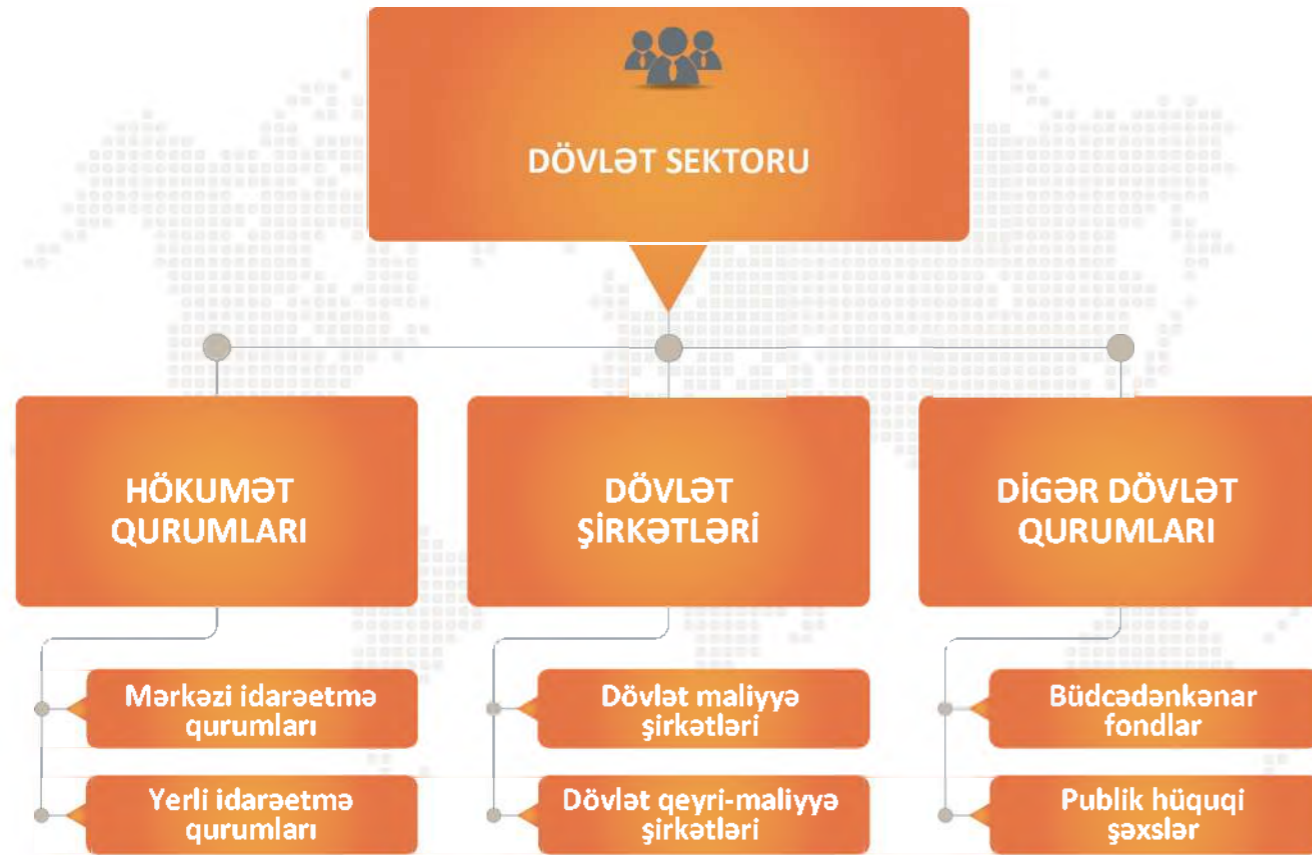 DÖVLƏT SEKTORU
HÖKUMƏT
QURUMLARI
DÖVLƏT
ŞİRKƏTLƏRİ
DİGƏR DÖVLƏT
QURUMLARI
Mərkəzi idarəetmə
qurumları
Yerli idarəetmə
qurumları
Dövlət maliyyə
şirkətləri
Dövlət qeyri-maliyyə
şirkətləri
Büdcədənkənar
fondlar
Publik hüquqi
şəxslər